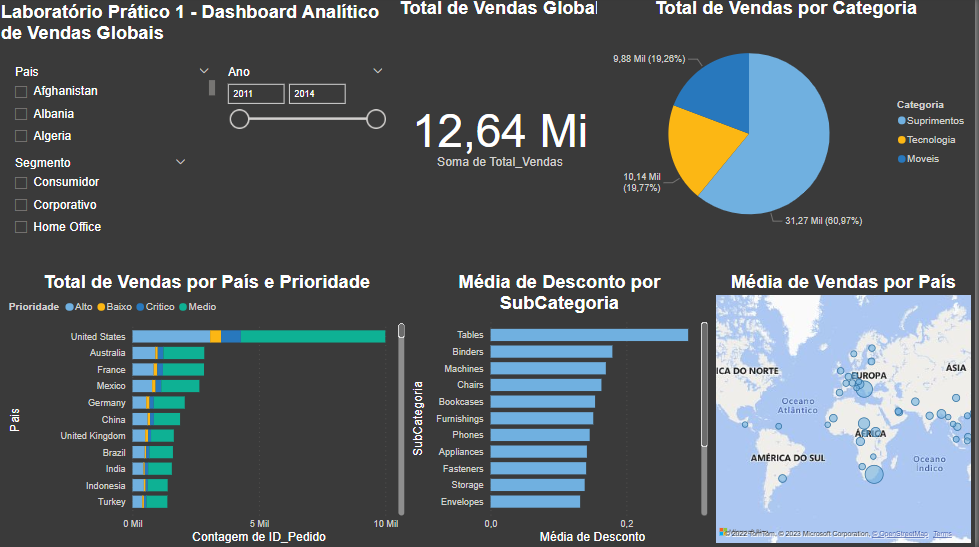 Laboratório Prático 1 - Dashboard Analítico
de Vendas Globais
Total de Vendas Globai
Total de Vendas por Categoria
País
Afghanistan
Albania
Algeria
Ano
2011 2014
Segmento
Consumidor
Corporativo
Home Office
12,64 Mi
Soma de Total_Vendas
9,88 Mil (19,26%)
10,14 Mil
(19,77%)
31,27 Mil (60,97%)
Categoria
Suprimentos
Tecnologia
Moveis
Total de Vendas por País e Prioridade
Prioridade Alto Baixo Critico Medio
País
United States
Australia
France
Mexico
Germany
China
United Kingdom
Brazil
India
Indonesia
Turkey
0 Mil 5 Mil 10 Mil
Contagem de ID_Pedido
Média de Desconto por
SubCategoria
SubCategoria
Tables
Binders
Machines
Chairs
Bookcases
Furnishings
Phones
Appliances
Fasteners
Storage
Envelopes
0,0 0,2
Média de Desconto
Média de Vendas por País
ICA DO NORTE
EUROPA
ÁSIA
Oceano
Atlântico
ÁFRICA
AMÉRICA DO SUL
Oceano
Índico
© 2022 TomTom, © 2023 Microsoft Corporation, © OpenStreetMap Terms